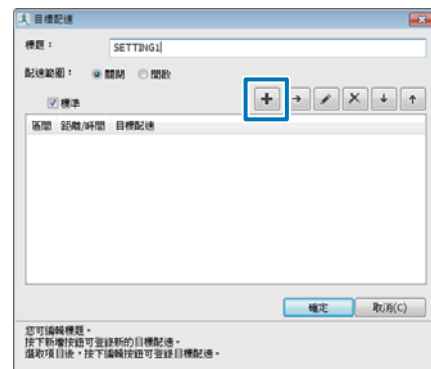 目標配速
標題： SETTING1
配速範圍： 關閉 開啟
標準
區間 距離/時間 目標配速
確定 取消(C)
您可編輯標題。
按下新增按鈕可登錄新的目標配速。
選取項目後，按下編輯按鈕可登錄目標配速。